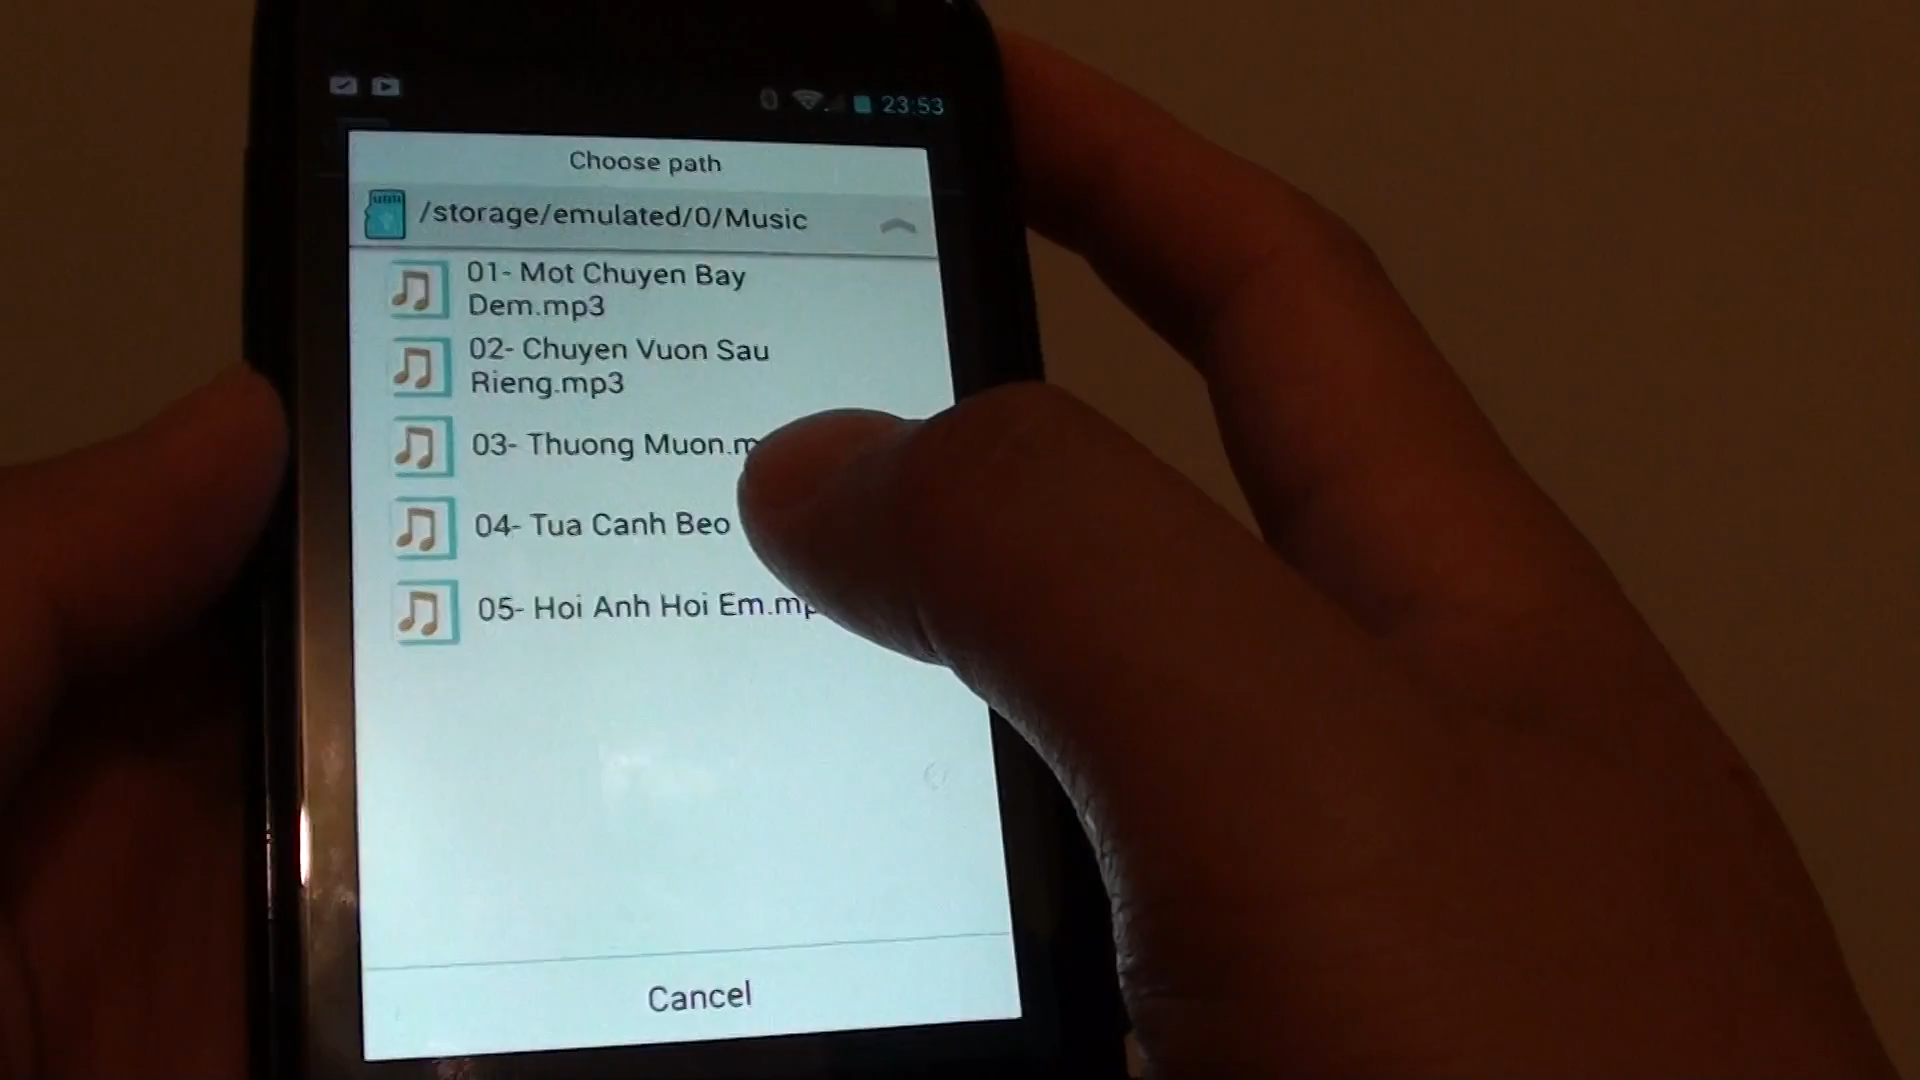 23:53
Choose path
/storage/emulated/0/Music
01- Mot Chuyen Bay
Dem.mp3
02- Chuyen Vuon Sau
Rieng.mp3
03- Thuong Muon.m
04- Tua Canh Beo
05- Hoi Anh Hoi Em.mp
Cancel